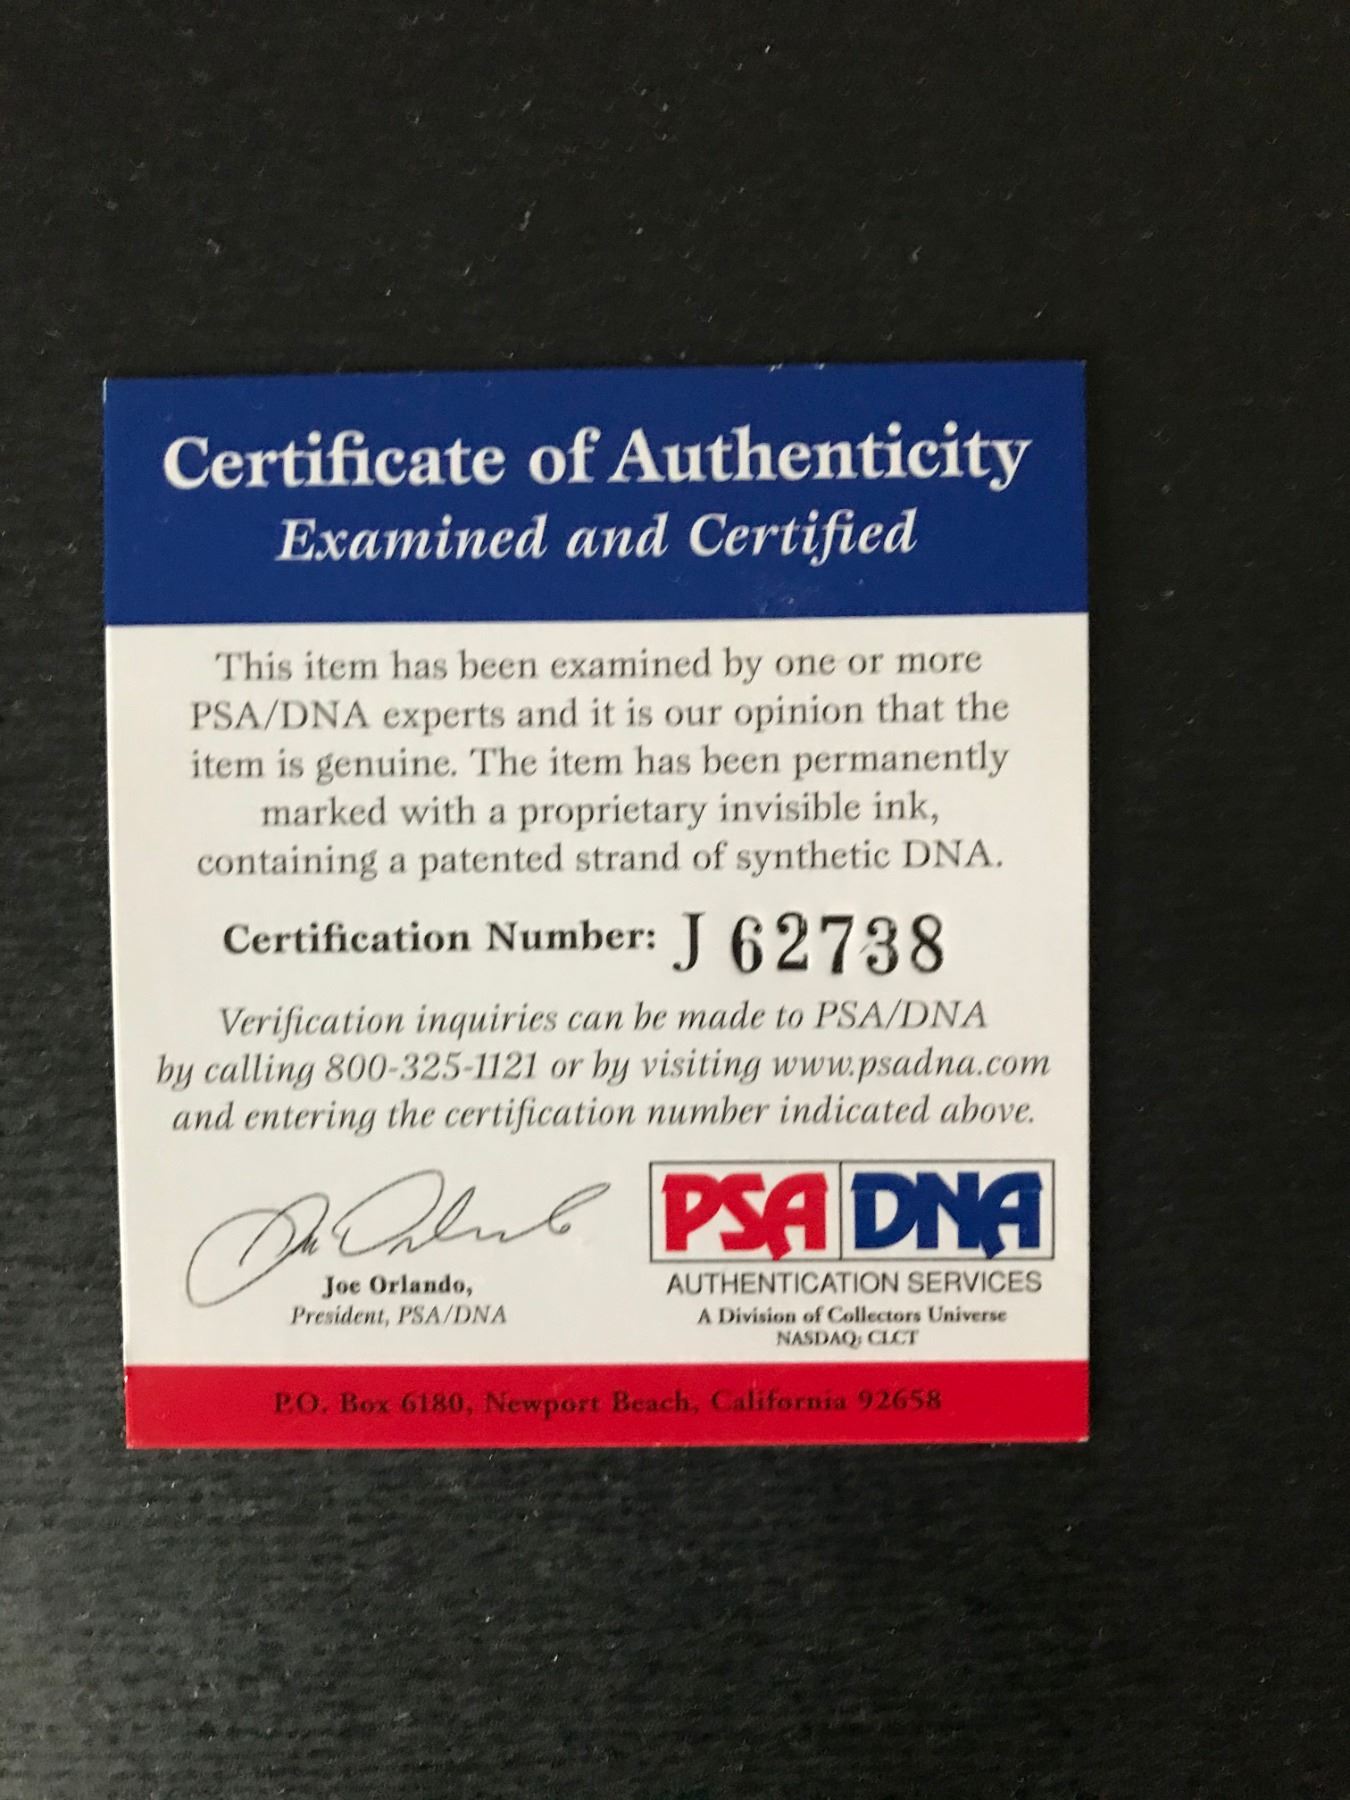 Certificate of Authenticity
Examined and Certified
This item has been examined by one or more
PSA/DNA experts and it is our opinion that the
item is genuine. The item has been permanently
marked with a proprietary invisible ink,
containing a patented strand of synthetic DNA.
Certification Number: J 62738
Verification inquiries can be made to PSA/DNA
by calling 800-325-1121 or by visiting www.psadna.com
and entering the certification number indicated above.
Joe Orlando,
President, PSA/DNA
PSA DNA
AUTHENTICATION SERVICES
A Division of Collectors Universe
NASDAQ: CLCT
P.O. Box 6180, Newport Beach, California 92658